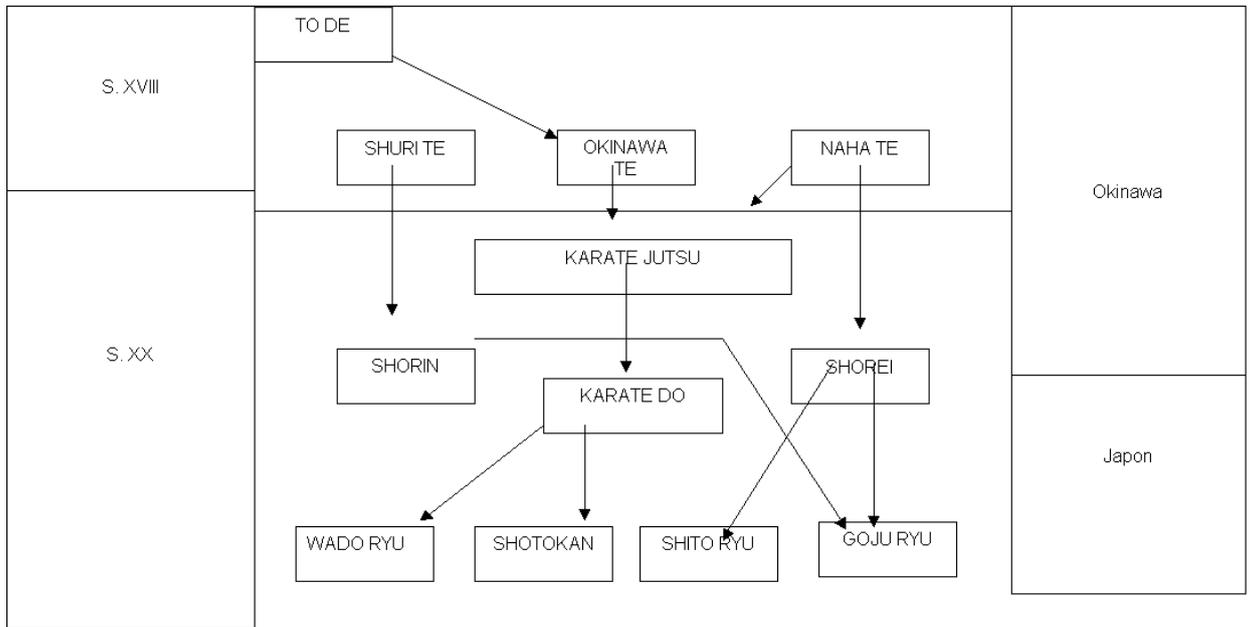 TO DE
S. XVIII
SHURI TE
OKINAWA
TE
NAHA TE
Okinawa
KARATE JUTSU
S. XX
SHORIN
SHOREI
KARATE DO
Japon
WADO RYU
SHOTOKAN
SHITO RYU
GOJU RYU